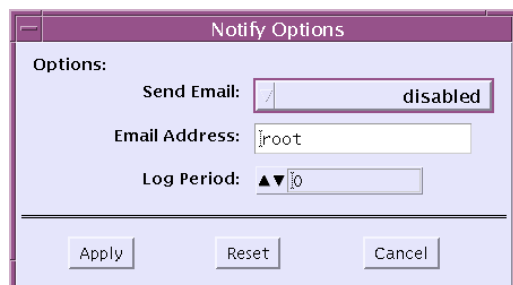 Notify Options
Options:
Send Email: disabled
Email Address: root
Log Period: 0
Apply Reset Cancel